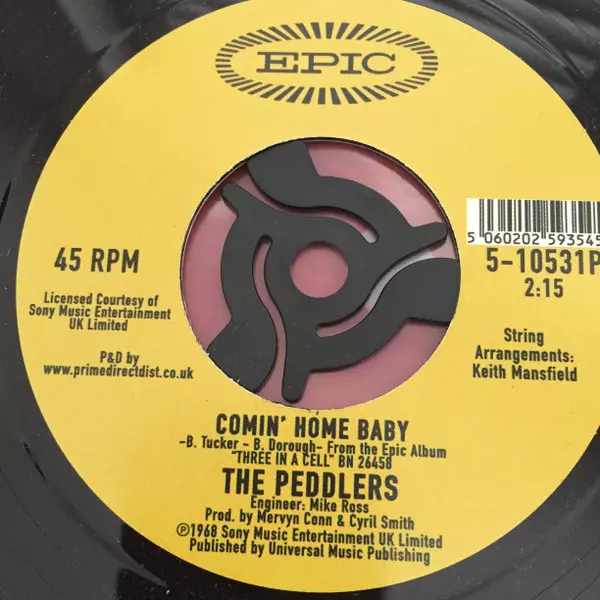 EPIC
45 RPM
Licensed Courtesy of
Sony Music Entertainment
UK Limited
P&D by
www.primedirectdist.co.uk
5 060202 593545
5-10531P
2:15
String
Arrangements:
Keith Mansfield
COMIN' HOME BABY
-B. Tucker - B. Dorough- From the Epic Album
"THREE IN A CELL" BN 26458
THE PEDDLERS
Engineer: Mike Ross
Prod. by Mervyn Conn & Cyril Smith
Ⓟ1968 Sony Music Entertainment UK Limited
Published by Universal Music Publishing